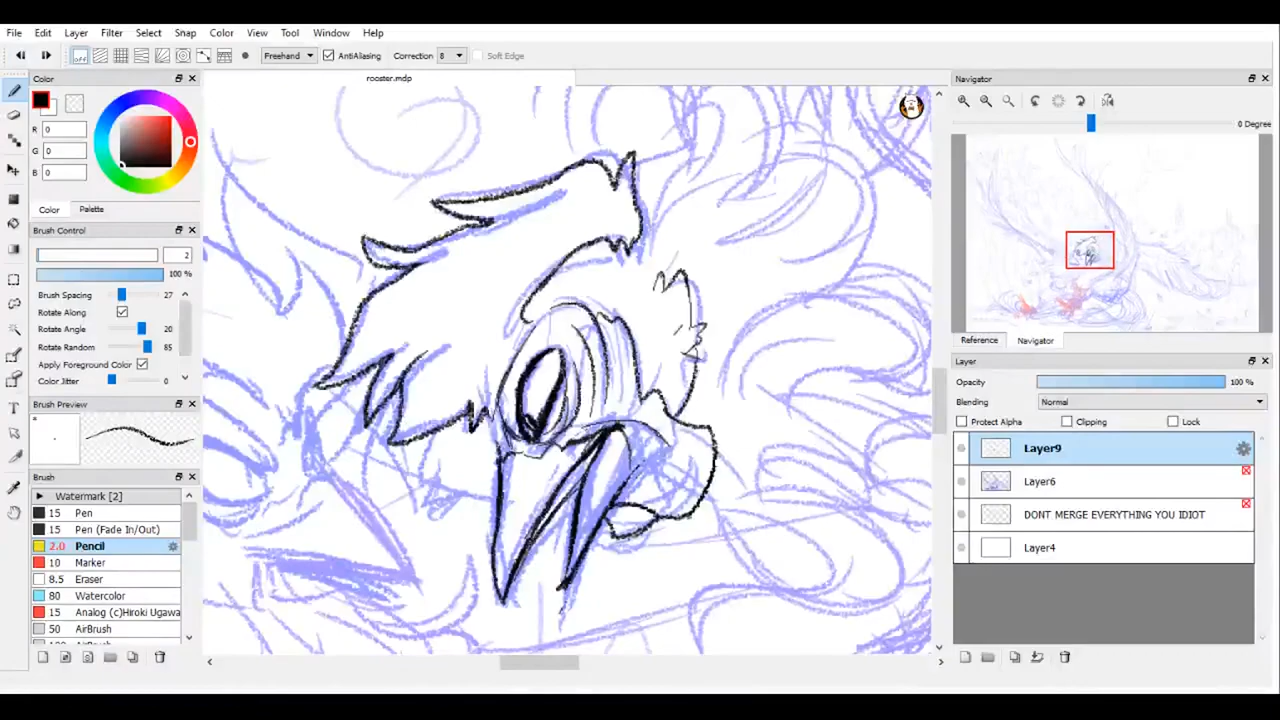 File Edit Layer Filter Select Snap Color View Tool Window Help
off Freehand AntiAliasing Correction 8 Soft Edge
Color
rooster.mdp
R 0
G 0
B 0
Color Palette
Brush Control
2
100 %
Brush Spacing 27
Rotate Along
Rotate Angle 20
Rotate Random 85
Apply Foreground Color
Color Jitter 0
Brush Preview
Brush
Watermark [2]
15 Pen
15 Pen (Fade In/Out)
2.0 Pencil
10 Marker
8.5 Eraser
80 Watercolor
15 Analog (c)Hiroki Ugawa
50 AirBrush
Navigator
0 Degree
Reference Navigator
Layer
Opacity 100 %
Blending Normal
Protect Alpha Clipping Lock
Layer9
Layer6
DONT MERGE EVERYTHING YOU IDIOT
Layer4